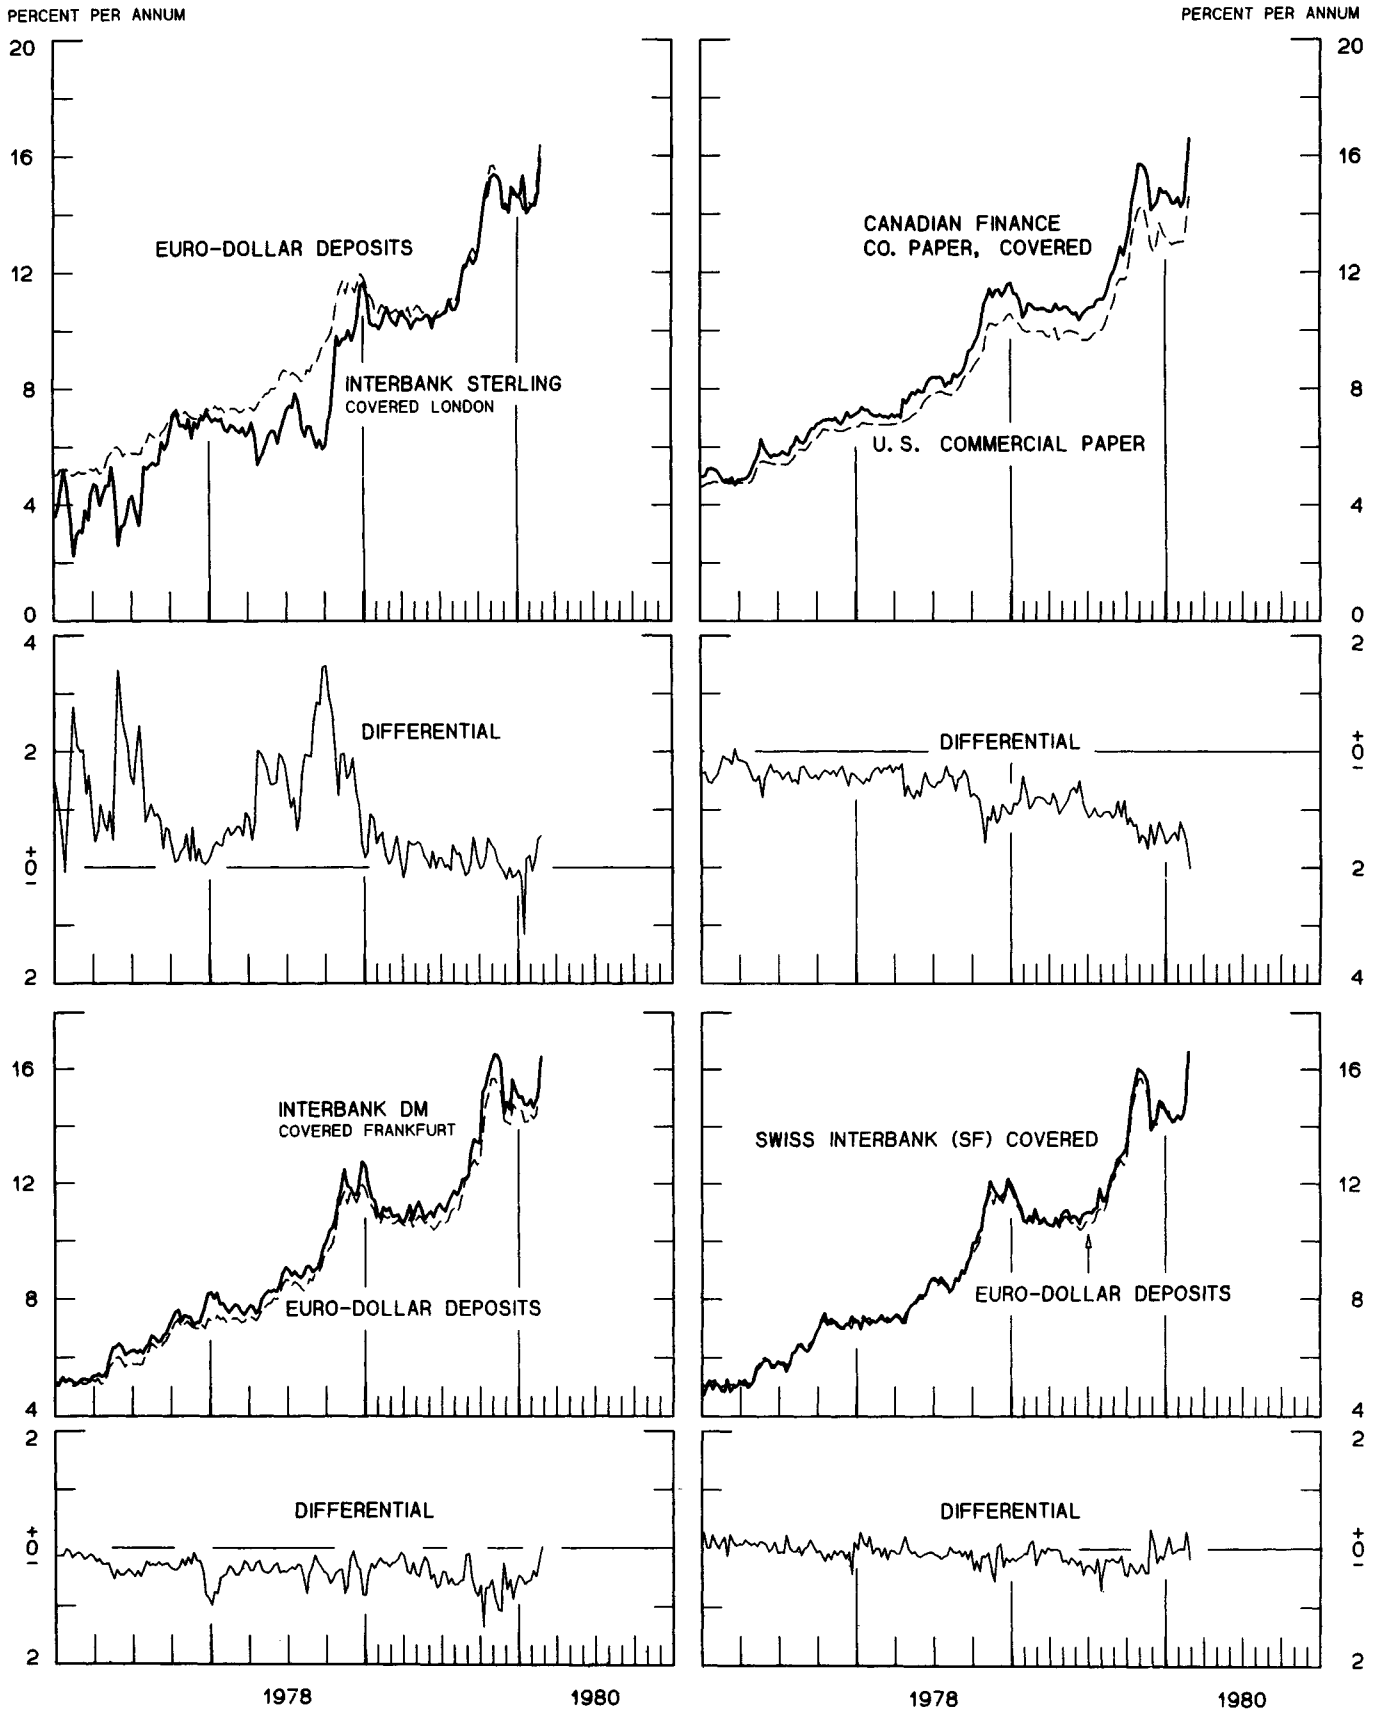 PERCENT PER ANNUM
PERCENT PER ANNUM
20
16
12
8
4
0
EURO-DOLLAR DEPOSITS
INTERBANK STERLING
COVERED LONDON
20
16
12
8
4
0
CANADIAN FINANCE
CO. PAPER, COVERED
U. S. COMMERCIAL PAPER
4
2
+
0
−
2
DIFFERENTIAL
2
+
0
−
2
4
DIFFERENTIAL
16
12
8
4
INTERBANK DM
COVERED FRANKFURT
EURO-DOLLAR DEPOSITS
16
12
8
4
SWISS INTERBANK (SF) COVERED
EURO-DOLLAR DEPOSITS
2
+
0
−
2
DIFFERENTIAL
2
+
0
−
2
DIFFERENTIAL
1978
1980
1978
1980